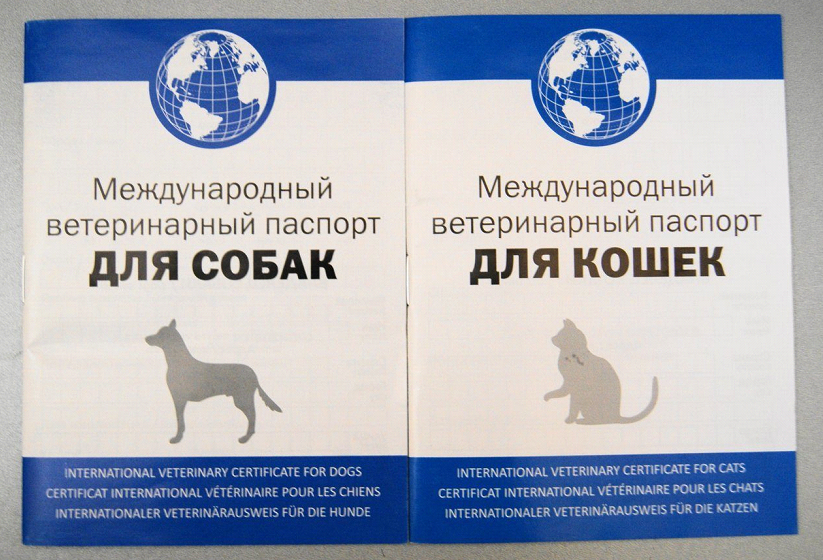 Международный
ветеринарный паспорт
ДЛЯ СОБАК
INTERNATIONAL VETERINARY CERTIFICATE FOR DOGS
CERTIFICAT INTERNATIONAL VÉTÉRINAIRE POUR LES CHIENS
INTERNATIONALER VETERINÄRAUSWEIS FÜR DIE HUNDE
Международный
ветеринарный паспорт
ДЛЯ КОШЕК
INTERNATIONAL VETERINARY CERTIFICATE FOR CATS
CERTIFICAT INTERNATIONAL VÉTÉRINAIRE POUR LES CHATS
INTERNATIONALER VETERINÄRAUSWEIS FÜR DIE KATZEN